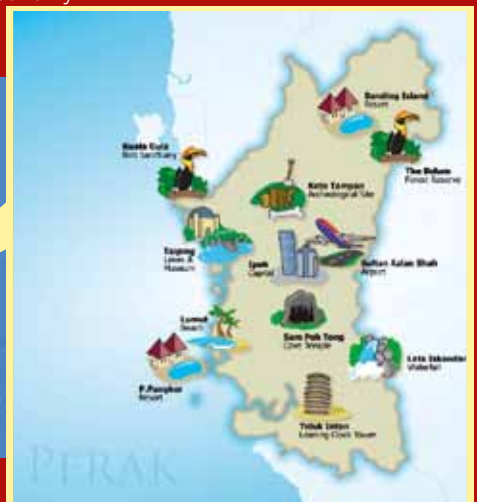 Banding Island
Resort
Kuala Gula
Bird Sanctuary
The Belum
Forest Reserve
Kota Tampan
Archeological Site
Taiping
Lakes &
Museum
Ipoh
Capital
Sultan Azlan Shah
Airport
Lumut
Beach
Sam Poh Tong
Cave Temple
Lata Iskandar
Waterfall
P.Pangkor
Resort
Teluk Intan
Leaning Clock Tower
PERAK